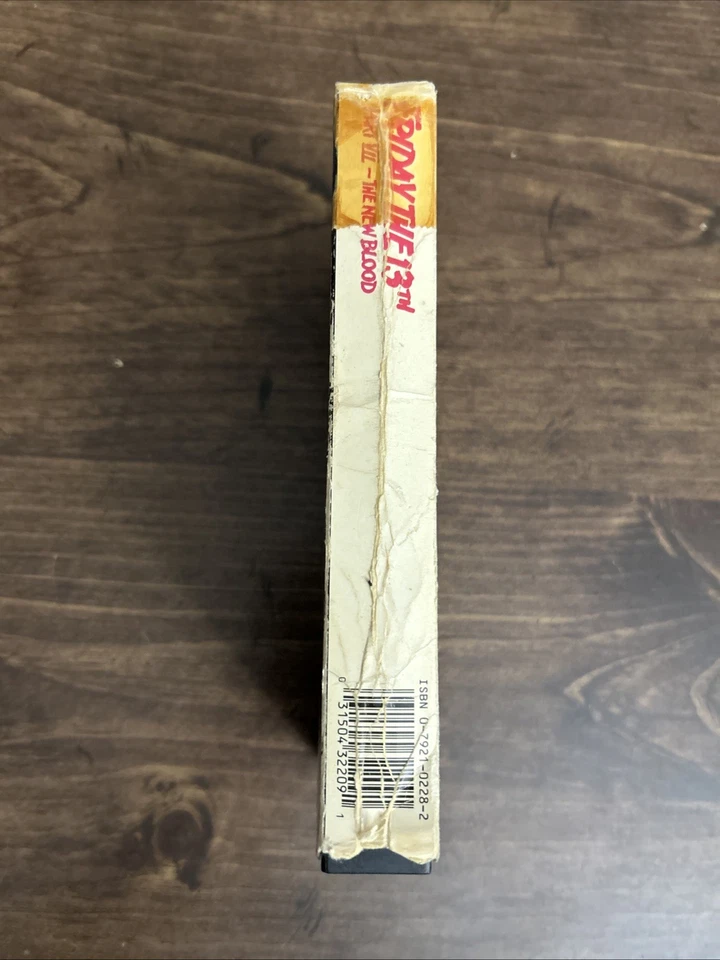 FRIDAY THE 13TH
PART VII - THE NEW BLOOD
ISBN 0-7921-0228-2
0 31504 32209 1